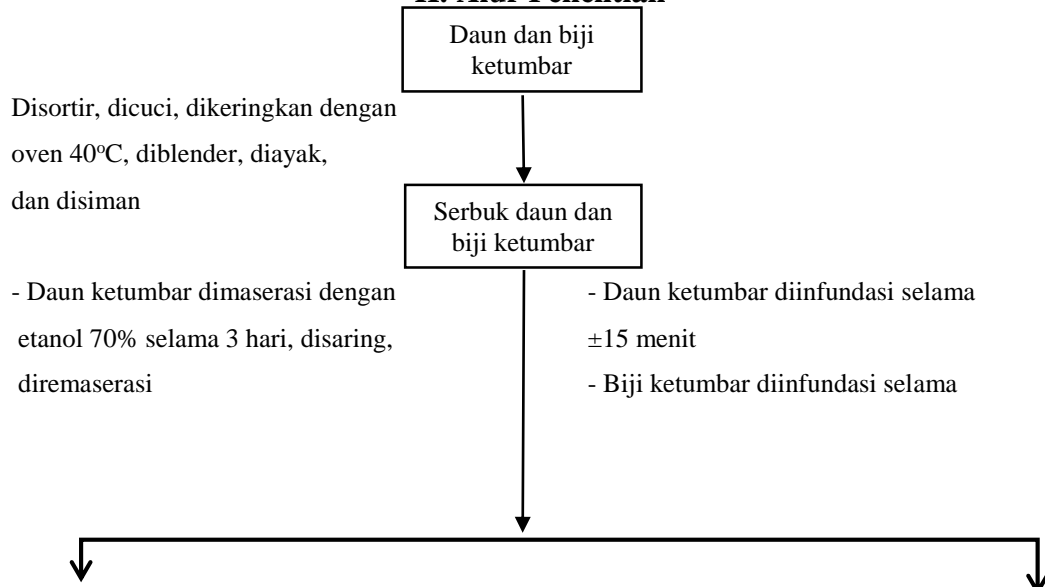 Daun dan biji
ketumbar
Disortir, dicuci, dikeringkan dengan
oven 40°C, diblender, diayak,
dan disiman
Serbuk daun dan
biji ketumbar
- Daun ketumbar dimaserasi dengan
etanol 70% selama 3 hari, disaring,
diremaserasi
- Daun ketumbar diinfundasi selama
±15 menit
- Biji ketumbar diinfundasi selama